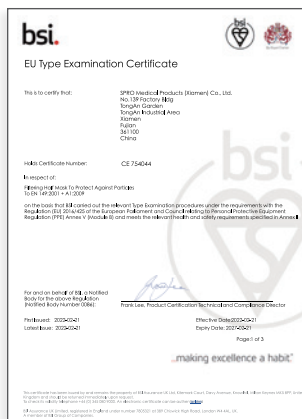 bsi.
EU Type Examination Certificate
This is to certify that:
SPRO Medical Products (Xiamen) Co., Ltd.
No.139 Factory Bldg
TongAn Garden
TongAn Industrial Area
Xiamen
Fujian
361100
China
Holds Certificate Number:
CE 754044
In respect of:
Filtering Half Mask To Protect Against Particles
To EN 149:2001 + A1:2009
on the basis that BSI carried out the relevant Type Examination procedures under the requirements with the
Regulation (EU) 2016/425 of the European Parliament and Council relating to Personal Protective Equipment
Regulation (PPE) Annex V (Module B) and meets the relevant health and safety requirements specified in Annex II
For and on behalf of BSI, a Notified
Body for the above Regulation
(Notified Body Number 0086):
Frank Lee, Product Certification Technical and Compliance Director
First Issued: 2022-02-21
Effective Date: 2022-02-21
Latest Issue: 2022-02-21
Expiry Date: 2027-02-21
Page 1 of 3
...making excellence a habit.